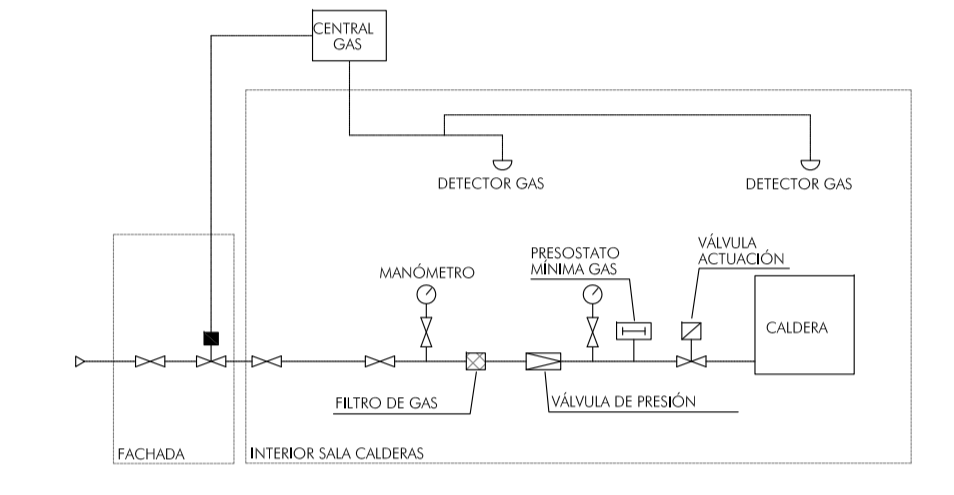 CENTRAL
GAS
DETECTOR GAS
DETECTOR GAS
MANÓMETRO
PRESOSTATO
MÍNIMA GAS
VÁLVULA
ACTUACIÓN
CALDERA
FILTRO DE GAS
VÁLVULA DE PRESIÓN
FACHADA
INTERIOR SALA CALDERAS